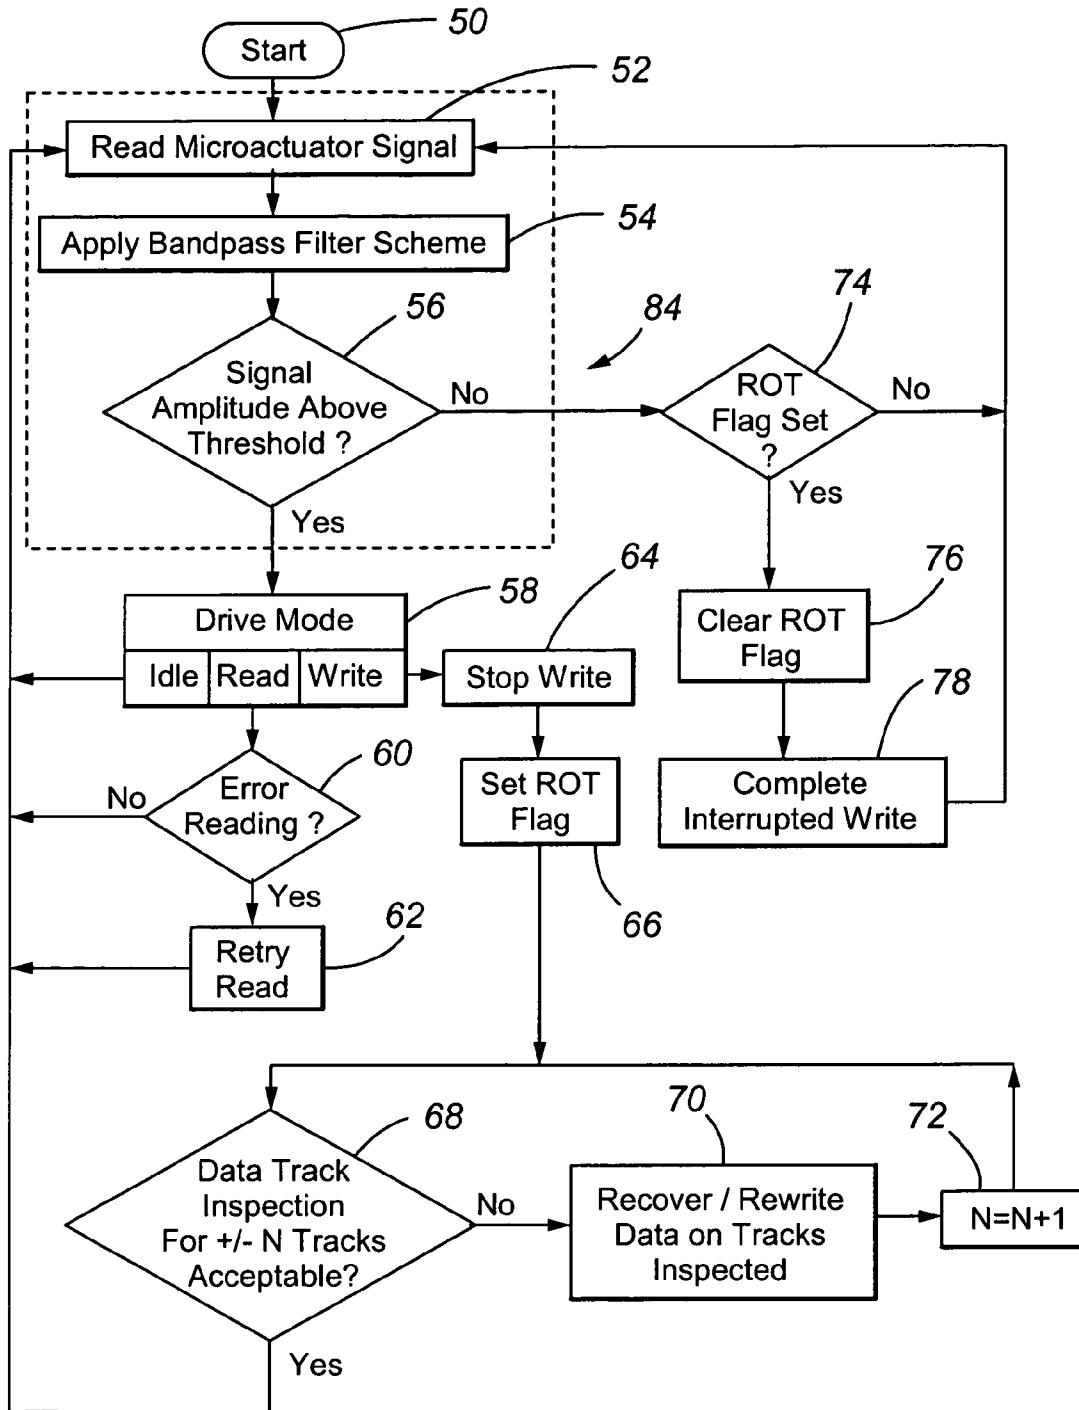 50
Start
52
Read Microactuator Signal
54
Apply Bandpass Filter Scheme
56
84
74
Signal
Amplitude Above
Threshold ?
No
ROT
Flag Set
?
No
Yes
Yes
64
76
58
Drive Mode
Idle
Read
Write
Stop Write
Clear ROT
Flag
78
60
Error
Reading ?
No
Yes
Set ROT
Flag
66
Complete
Interrupted Write
62
Retry
Read
68
70
72
Data Track
Inspection
For +/- N Tracks
Acceptable?
No
Recover / Rewrite
Data on Tracks
Inspected
N=N+1
Yes